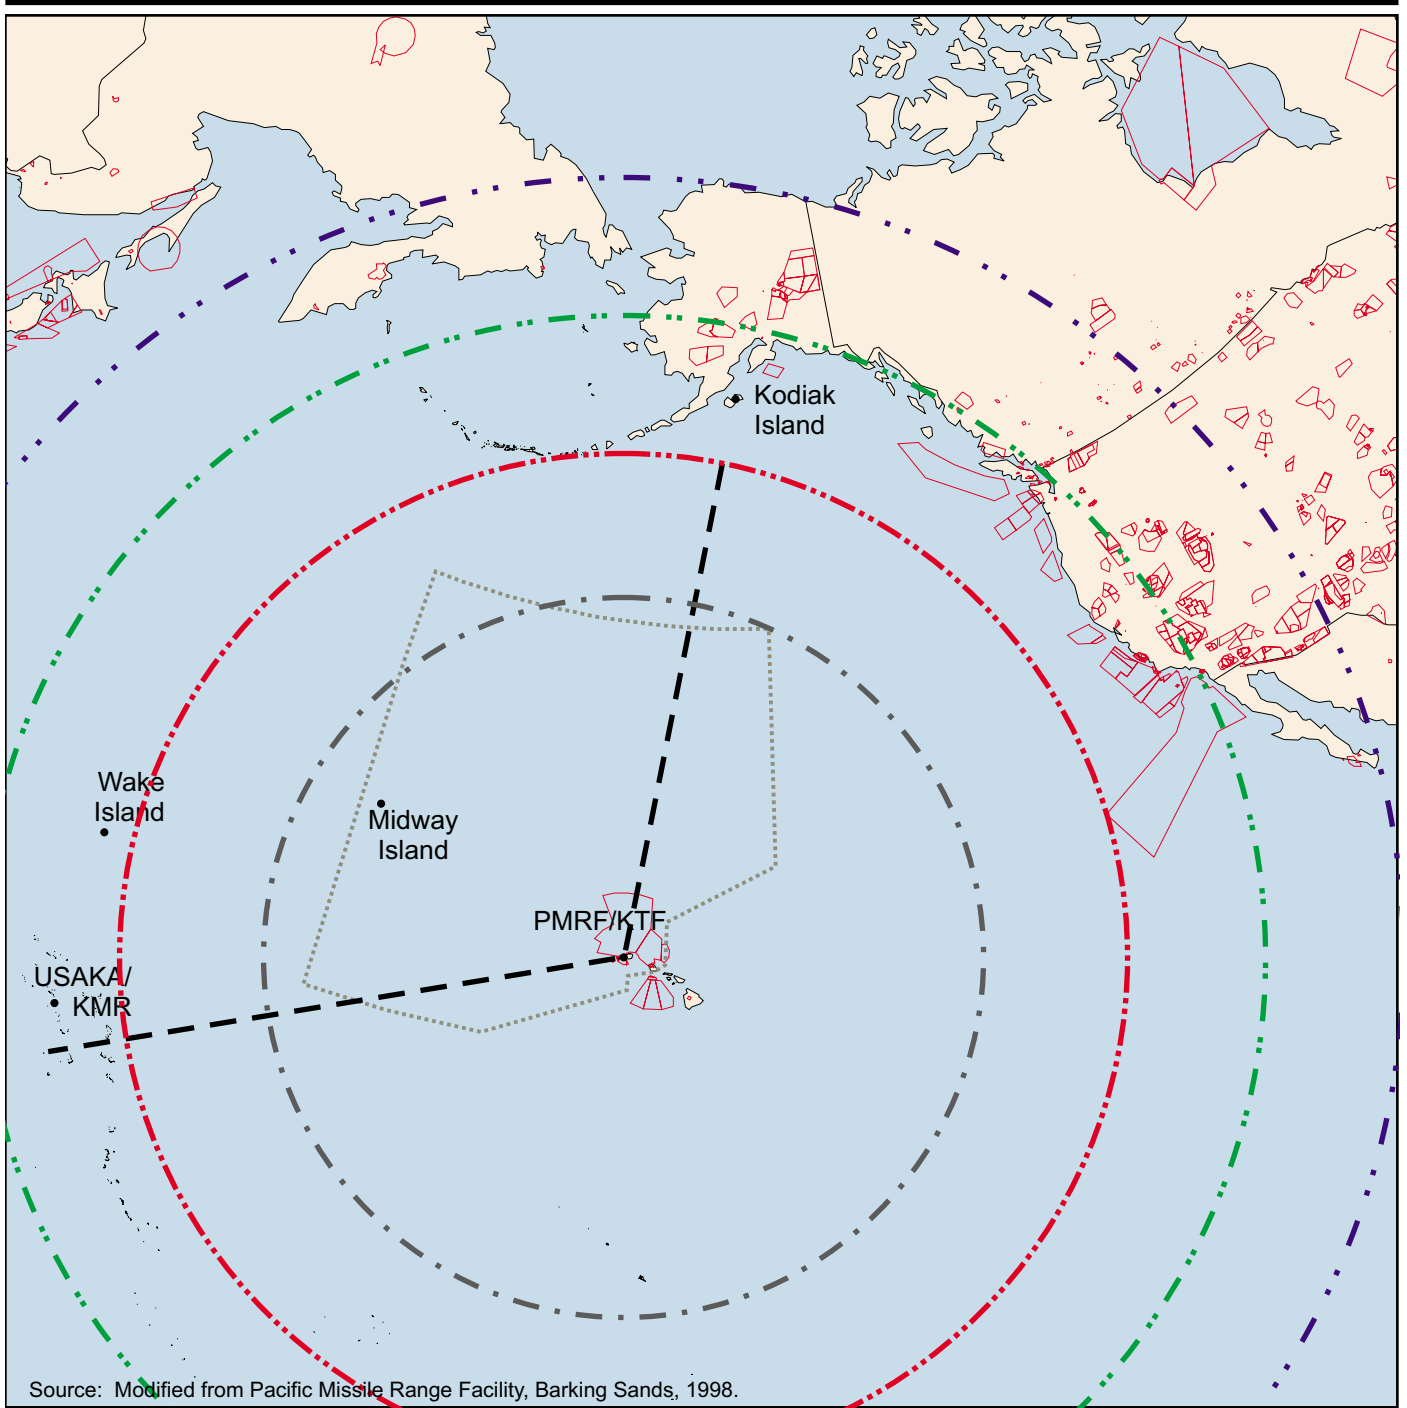 Kodiak
Island
Wake
Island
Midway
Island
PMRF/KTF
USAKA/
KMR
Source:  Modified from Pacific Missile Range Facility, Barking Sands, 1998.